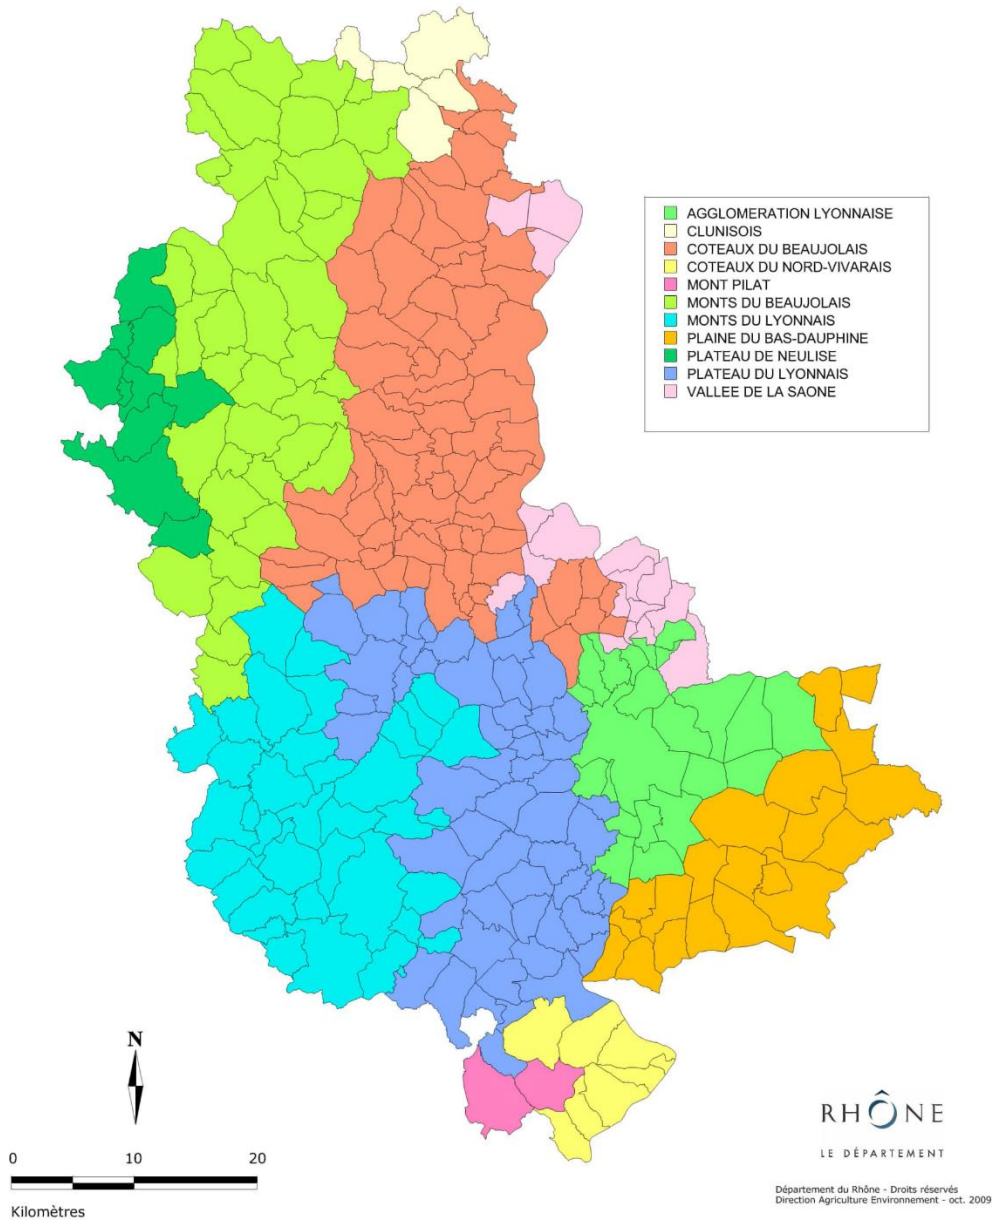 AGGLOMERATION LYONNAISE
CLUNISOIS
COTEAUX DU BEAUJOLAIS
COTEAUX DU NORD-VIVARAIS
MONT PILAT
MONTS DU BEAUJOLAIS
MONTS DU LYONNAIS
PLAINE DU BAS-DAUPHINE
PLATEAU DE NEULISE
PLATEAU DU LYONNAIS
VALLEE DE LA SAONE
N
0 10 20
Kilomètres
RHÔNE
LE DÉPARTEMENT
Département du Rhône - Droits réservés
Direction Agriculture Environnement - oct. 2009